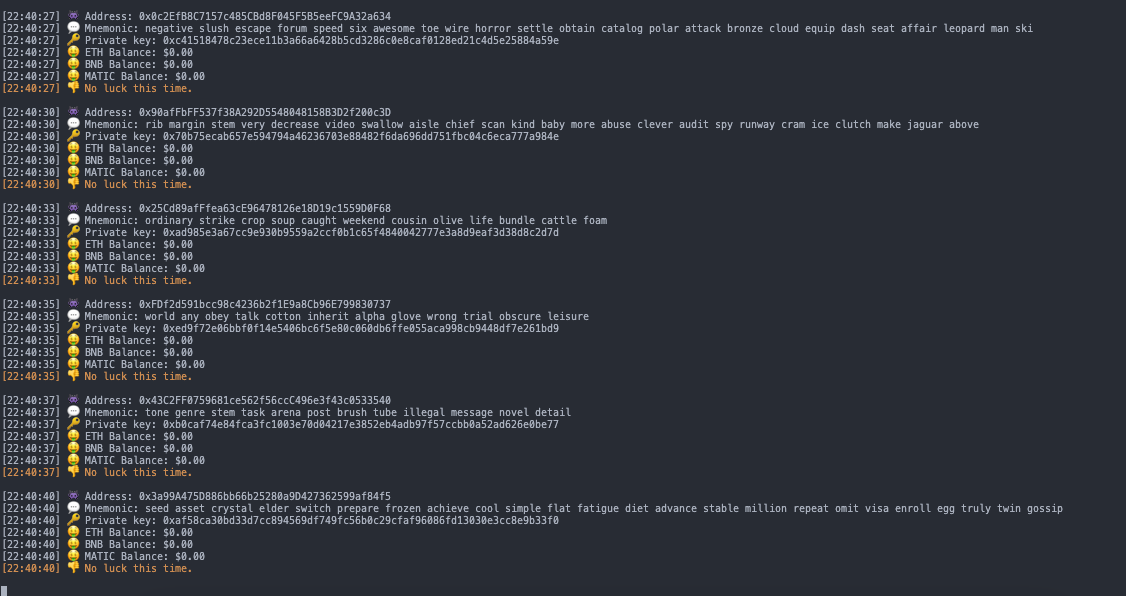 [22:40:27] 👾 Address: 0x0c2EfB8C7157c485CBd8F045F5B5eeFC9A32a634
[22:40:27] 💬 Mnemonic: negative slush escape forum speed six awesome toe wire horror settle obtain catalog polar attack bronze cloud equip dash seat affair leopard man ski
[22:40:27] 🔑 Private key: 0xc41518478c23ece11b3a66a6428b5cd3286c0e8caf0128ed21c4d5e25884a59e
[22:40:27] 🤑 ETH Balance: $0.00
[22:40:27] 🤑 BNB Balance: $0.00
[22:40:27] 🤑 MATIC Balance: $0.00
[22:40:27] 👎 No luck this time.
[22:40:30] 👾 Address: 0x90afFbFF537f38A292D5548048158B3D2f200c3D
[22:40:30] 💬 Mnemonic: rib margin stem very decrease video swallow aisle chief scan kind baby more abuse clever audit spy runway cram ice clutch make jaguar above
[22:40:30] 🔑 Private key: 0x70b75ecab657e594794a46236703e88482f6da696dd751fbc04c6eca777a984e
[22:40:30] 🤑 ETH Balance: $0.00
[22:40:30] 🤑 BNB Balance: $0.00
[22:40:30] 🤑 MATIC Balance: $0.00
[22:40:30] 👎 No luck this time.
[22:40:33] 👾 Address: 0x25Cd89afFfea63cE96478126e18D19c1559D0F68
[22:40:33] 💬 Mnemonic: ordinary strike crop soup caught weekend cousin olive life bundle cattle foam
[22:40:33] 🔑 Private key: 0xad985e3a67cc9e930b9559a2ccf0b1c65f4840042777e3a8d9eaf3d38d8c2d7d
[22:40:33] 🤑 ETH Balance: $0.00
[22:40:33] 🤑 BNB Balance: $0.00
[22:40:33] 🤑 MATIC Balance: $0.00
[22:40:33] 👎 No luck this time.
[22:40:35] 👾 Address: 0xFDf2d591bcc98c4236b2f1E9a8Cb96E799830737
[22:40:35] 💬 Mnemonic: world any obey talk cotton inherit alpha glove wrong trial obscure leisure
[22:40:35] 🔑 Private key: 0xed9f72e06bbf0f14e5406bc6f5e80c060db6ffe055aca998cb9448df7e261bd9
[22:40:35] 🤑 ETH Balance: $0.00
[22:40:35] 🤑 BNB Balance: $0.00
[22:40:35] 🤑 MATIC Balance: $0.00
[22:40:35] 👎 No luck this time.
[22:40:37] 👾 Address: 0x43C2FF0759681ce562f56ccC496e3f43c0533540
[22:40:37] 💬 Mnemonic: tone genre stem task arena post brush tube illegal message novel detail
[22:40:37] 🔑 Private key: 0xb0caf74e84fca3fc1003e70d04217e3852eb4adb97f57ccbb0a52ad626e0be77
[22:40:37] 🤑 ETH Balance: $0.00
[22:40:37] 🤑 BNB Balance: $0.00
[22:40:37] 🤑 MATIC Balance: $0.00
[22:40:37] 👎 No luck this time.
[22:40:40] 👾 Address: 0x3a99A475D886bb66b25280a9D427362599af84f5
[22:40:40] 💬 Mnemonic: seed asset crystal elder switch prepare frozen achieve cool simple flat fatigue diet advance stable million repeat omit visa enroll egg truly twin gossip
[22:40:40] 🔑 Private key: 0xaf58ca30bd33d7cc894569df749fc56b0c29cfaf96086fd13030e3cc8e9b33f0
[22:40:40] 🤑 ETH Balance: $0.00
[22:40:40] 🤑 BNB Balance: $0.00
[22:40:40] 🤑 MATIC Balance: $0.00
[22:40:40] 👎 No luck this time.